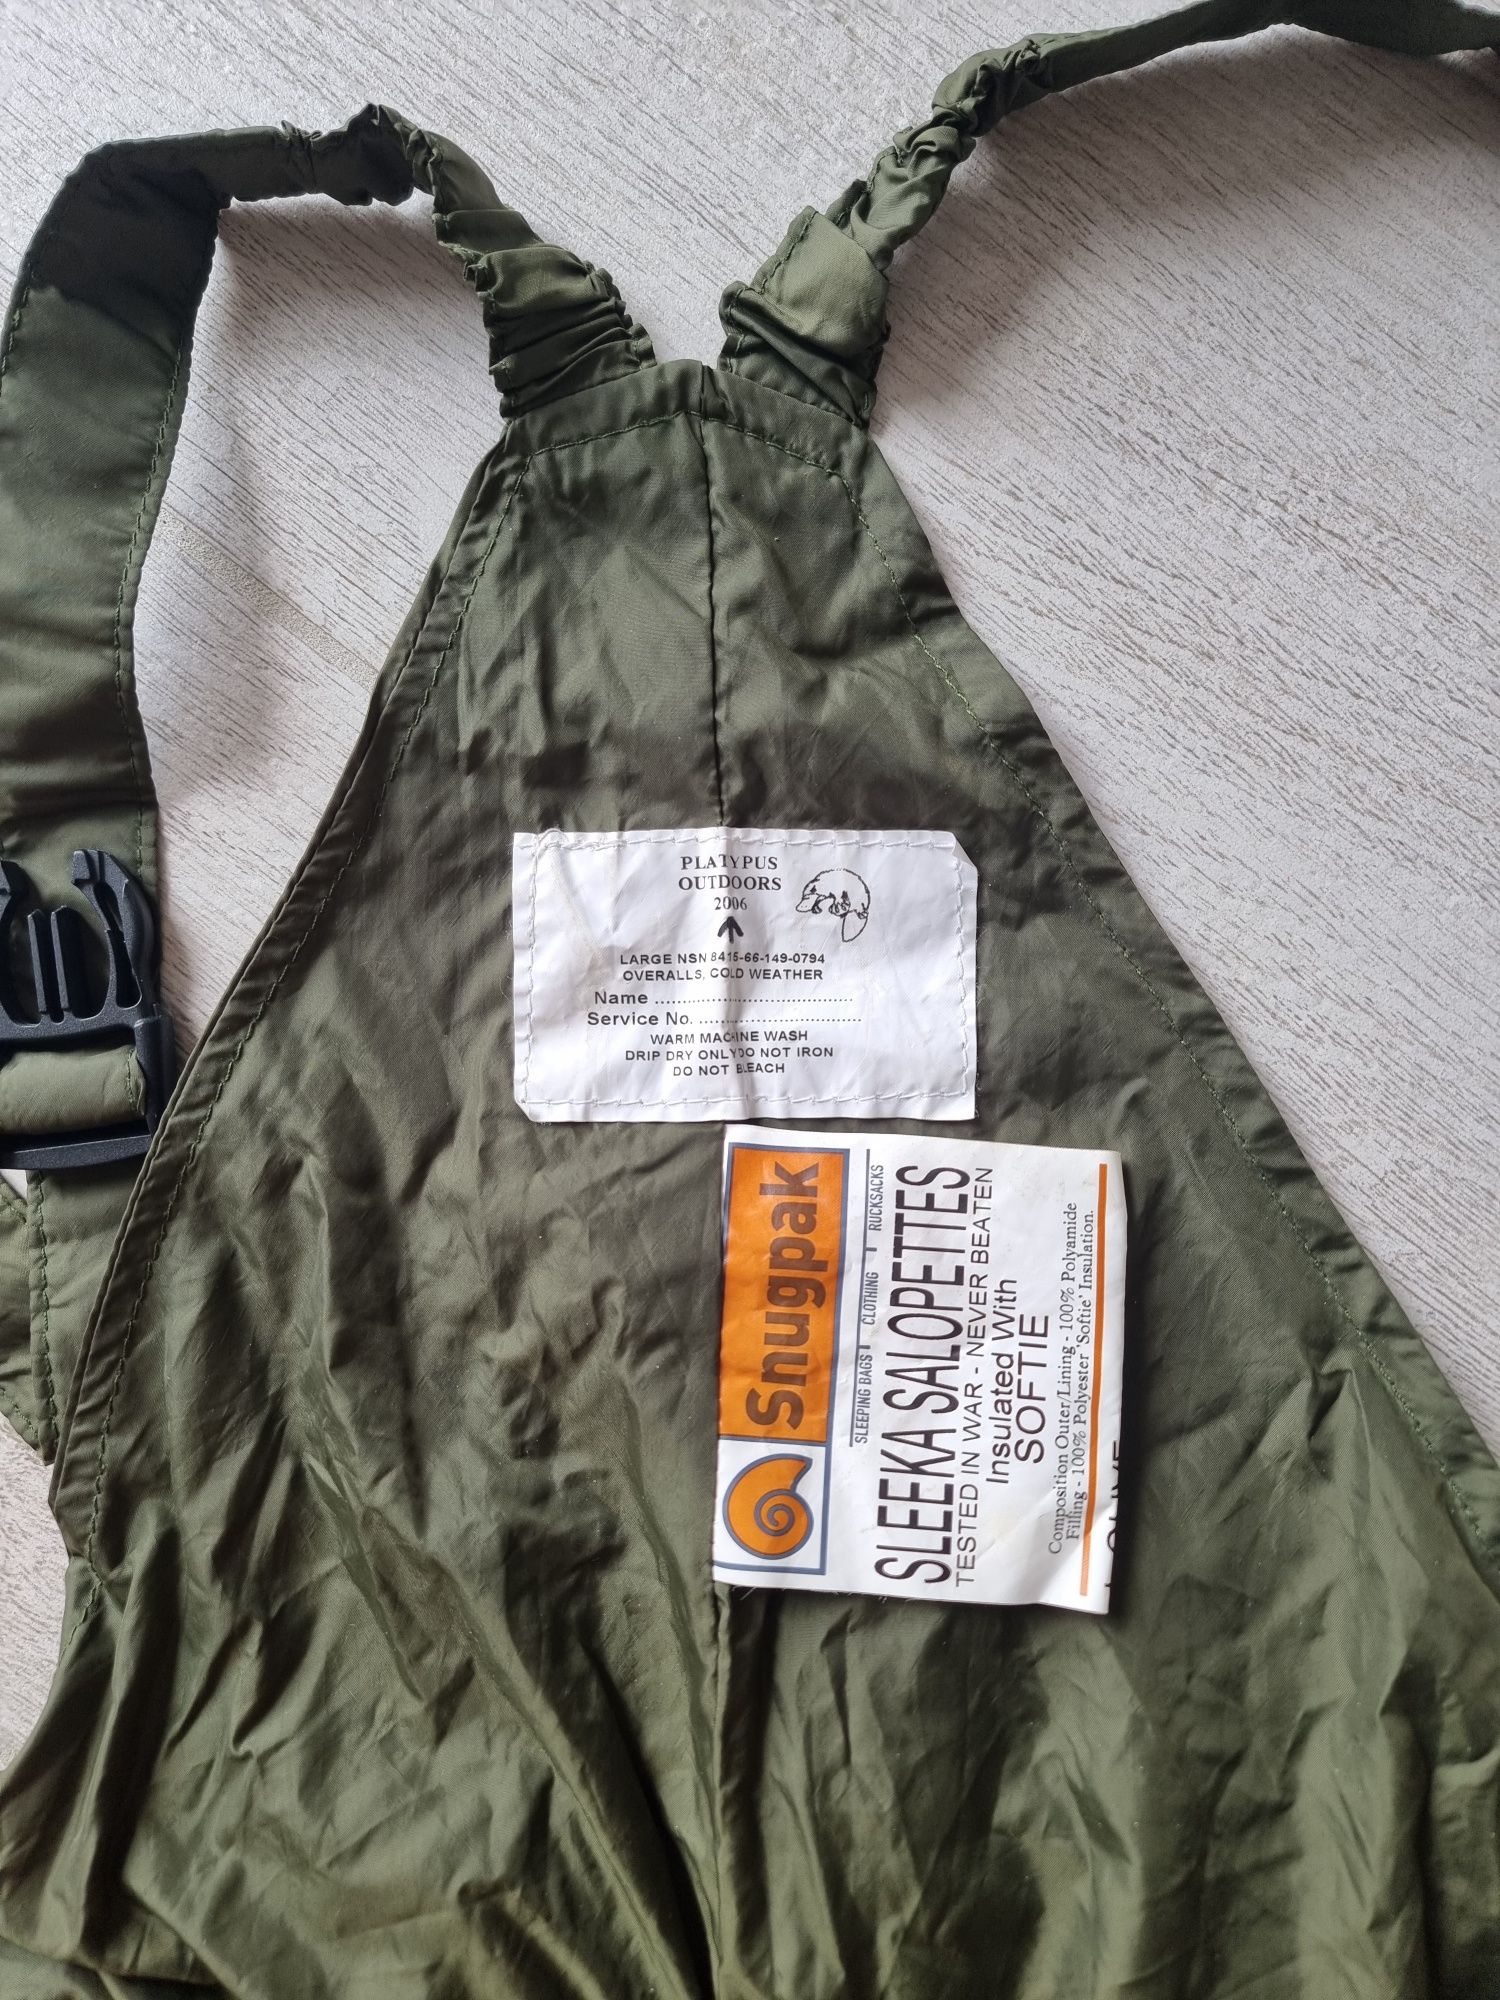 PLATYPUS
OUTDOORS
2006
LARGE NSN 8415-66-149-0794
OVERALLS, COLD WEATHER
Name ........................................
Service No. ................................
WARM MACHINE WASH
DRIP DRY ONLY DO NOT IRON
DO NOT BLEACH
Snugpak
SLEEPING BAGS | CLOTHING | RUCKSACKS
SLEEKA SALOPETTES
TESTED IN WAR - NEVER BEATEN
Insulated With
SOFTIE
Composition Outer/Lining - 100% Polyamide
Filling - 100% Polyester 'Softie' Insulation.